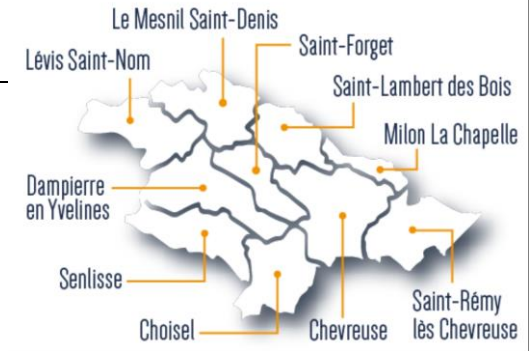 Le Mesnil Saint-Denis
Saint-Forget
Lévis Saint-Nom
Saint-Lambert des Bois
Milon La Chapelle
Dampierre
en Yvelines
Senlisse
Choisel
Chevreuse
Saint-Rémy
lès Chevreuse